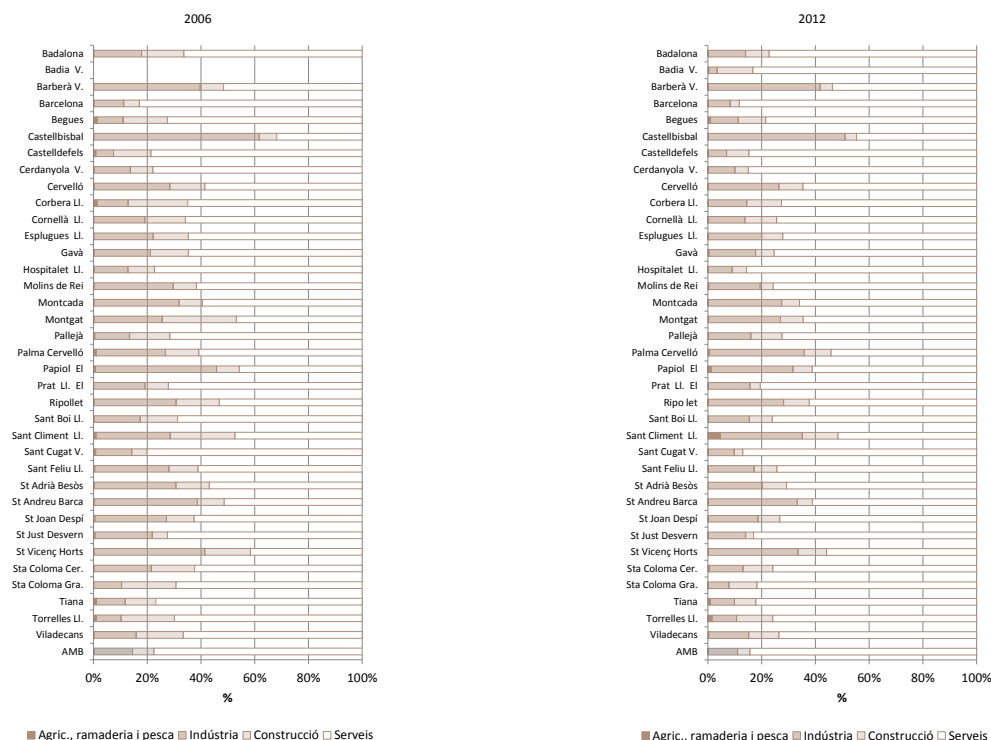 2006
Badalona
Badia V.
Barberà V.
Barcelona
Begues
Castellbisbal
Castelldefels
Cerdanyola V.
Cervelló
Corbera Ll.
Cornellà Ll.
Esplugues Ll.
Gavà
Hospitalet Ll.
Molins de Rei
Montcada
Montgat
Pallejà
Palma Cervelló
Papiol El
Prat Ll. El
Ripollet
Sant Boi Ll.
Sant Climent Ll.
Sant Cugat V.
Sant Feliu Ll.
St Adrià Besòs
St Andreu Barca
St Joan Despí
St Just Desvern
St Vicenç Horts
Sta Coloma Cer.
Sta Coloma Gra.
Tiana
Torrelles Ll.
Viladecans
AMB
0% 20% 40% 60% 80% 100%
%
Agric., ramaderia i pesca Indústria Construcció Serveis
2012
Badalona
Badia V.
Barberà V.
Barcelona
Begues
Castellbisbal
Castelldefels
Cerdanyola V.
Cervelló
Corbera Ll.
Cornellà Ll.
Esplugues Ll.
Gavà
Hospitalet Ll.
Molins de Rei
Montcada
Montgat
Pallejà
Palma Cervelló
Papiol El
Prat Ll. El
Ripo let
Sant Boi Ll.
Sant Climent Ll.
Sant Cugat V.
Sant Feliu Ll.
St Adrià Besòs
St Andreu Barca
St Joan Despí
St Just Desvern
St Vicenç Horts
Sta Coloma Cer.
Sta Coloma Gra.
Tiana
Torrelles Ll.
Viladecans
AMB
0% 20% 40% 60% 80% 100%
%
Agric., ramaderia i pesca Indústria Construcció Serveis